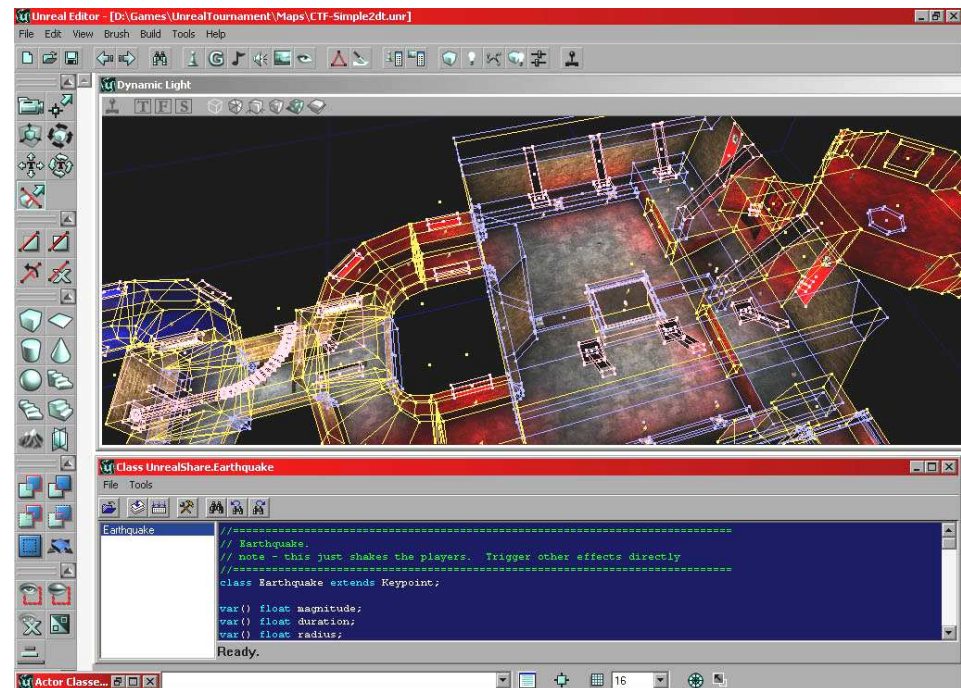 Unreal Editor - [D:\Games\UnrealTournament\Maps\CTF-Simple2dt.unr]
File Edit View Brush Build Tools Help
Dynamic Light
T F S
Class UnrealShare.Earthquake
File Tools
Earthquake
//=============================================================================
// Earthquake.
// note - this just shakes the players.  Trigger other effects directly
//=============================================================================
class Earthquake extends Keypoint;
var() float magnitude;
var() float duration;
var() float radius;
Ready.
Actor Classe...
16